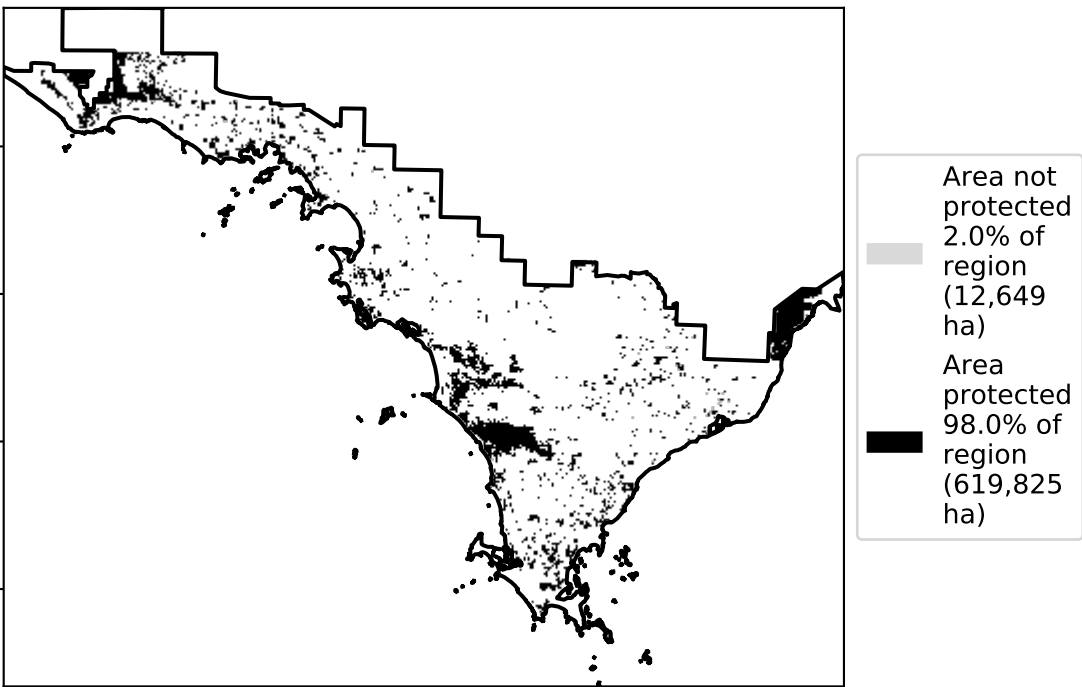 Area not
protected
2.0% of
region
(12,649
ha)
Area
protected
98.0% of
region
(619,825
ha)